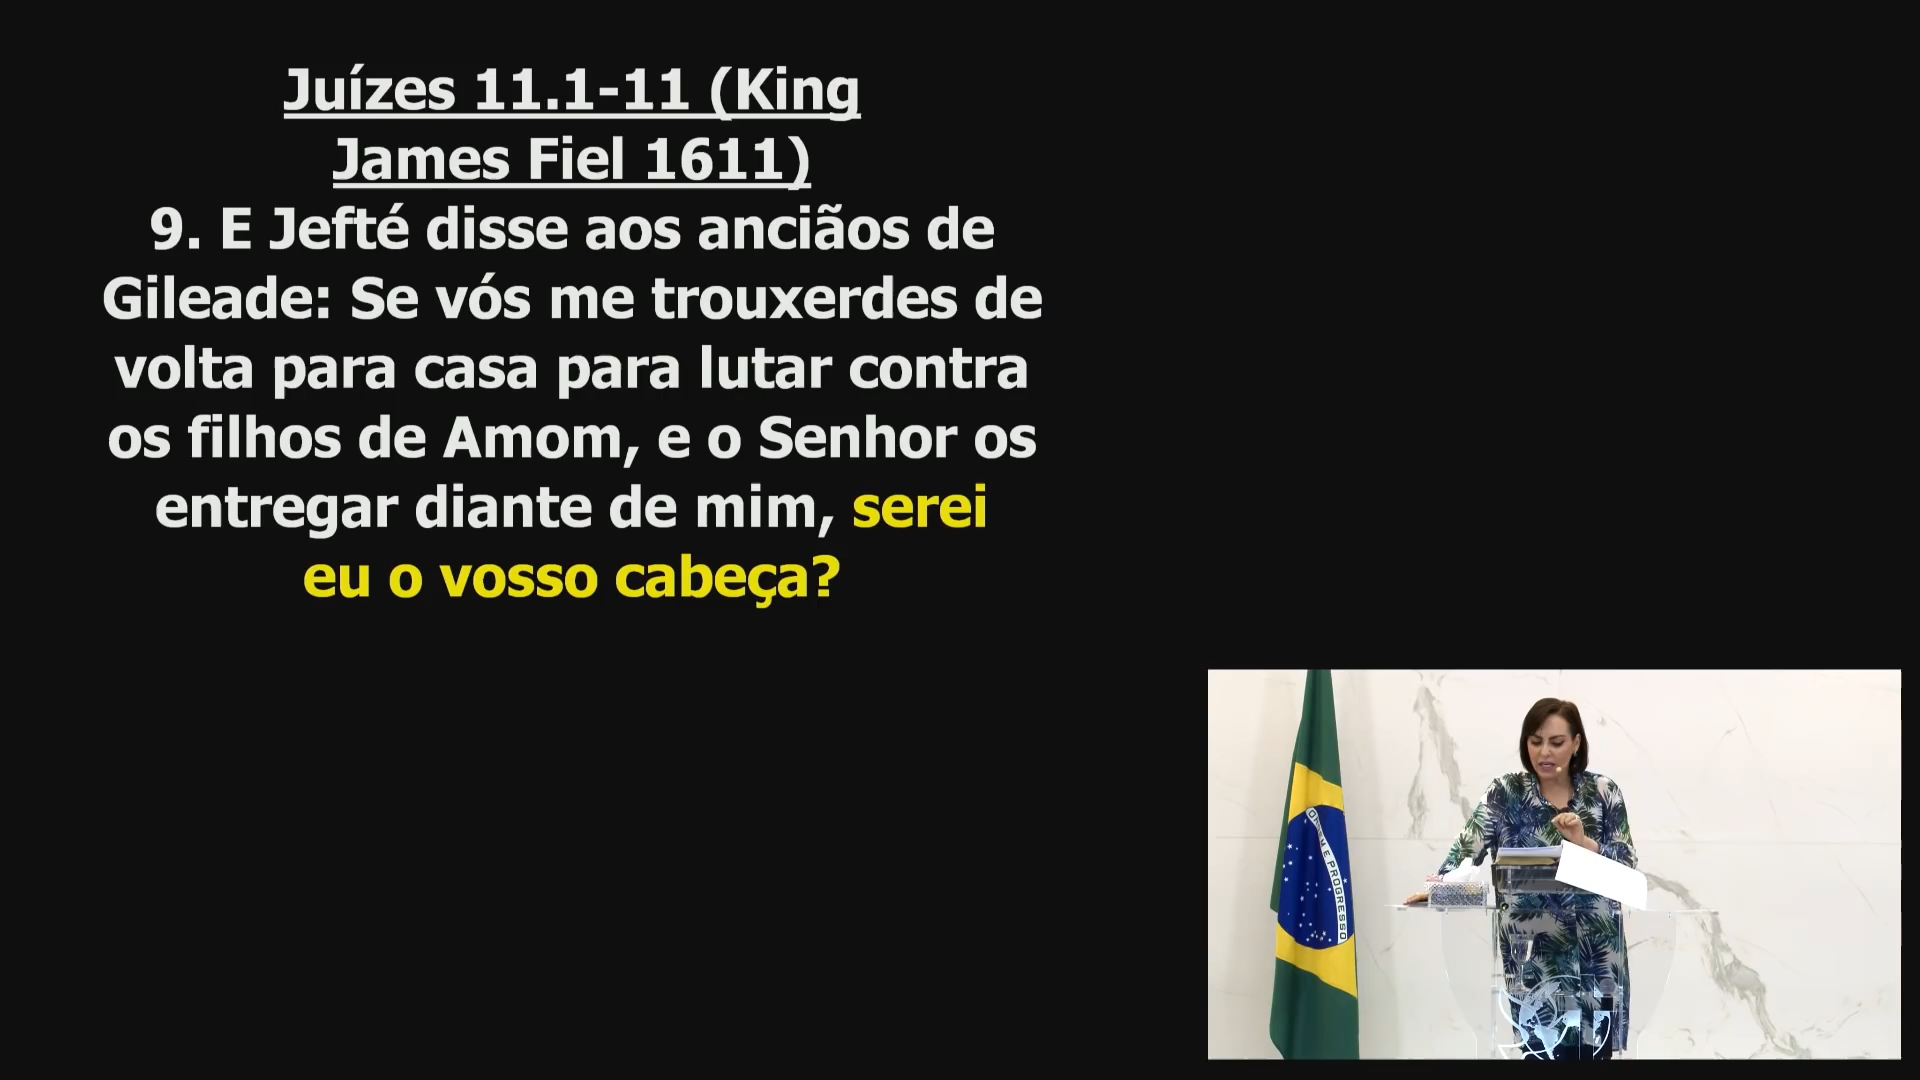 Juízes 11.1-11 (King
James Fiel 1611)
9. E Jefté disse aos anciãos de
Gileade: Se vós me trouxerdes de
volta para casa para lutar contra
os filhos de Amom, e o Senhor os
entregar diante de mim, serei
eu o vosso cabeça?
E PROGRESSO